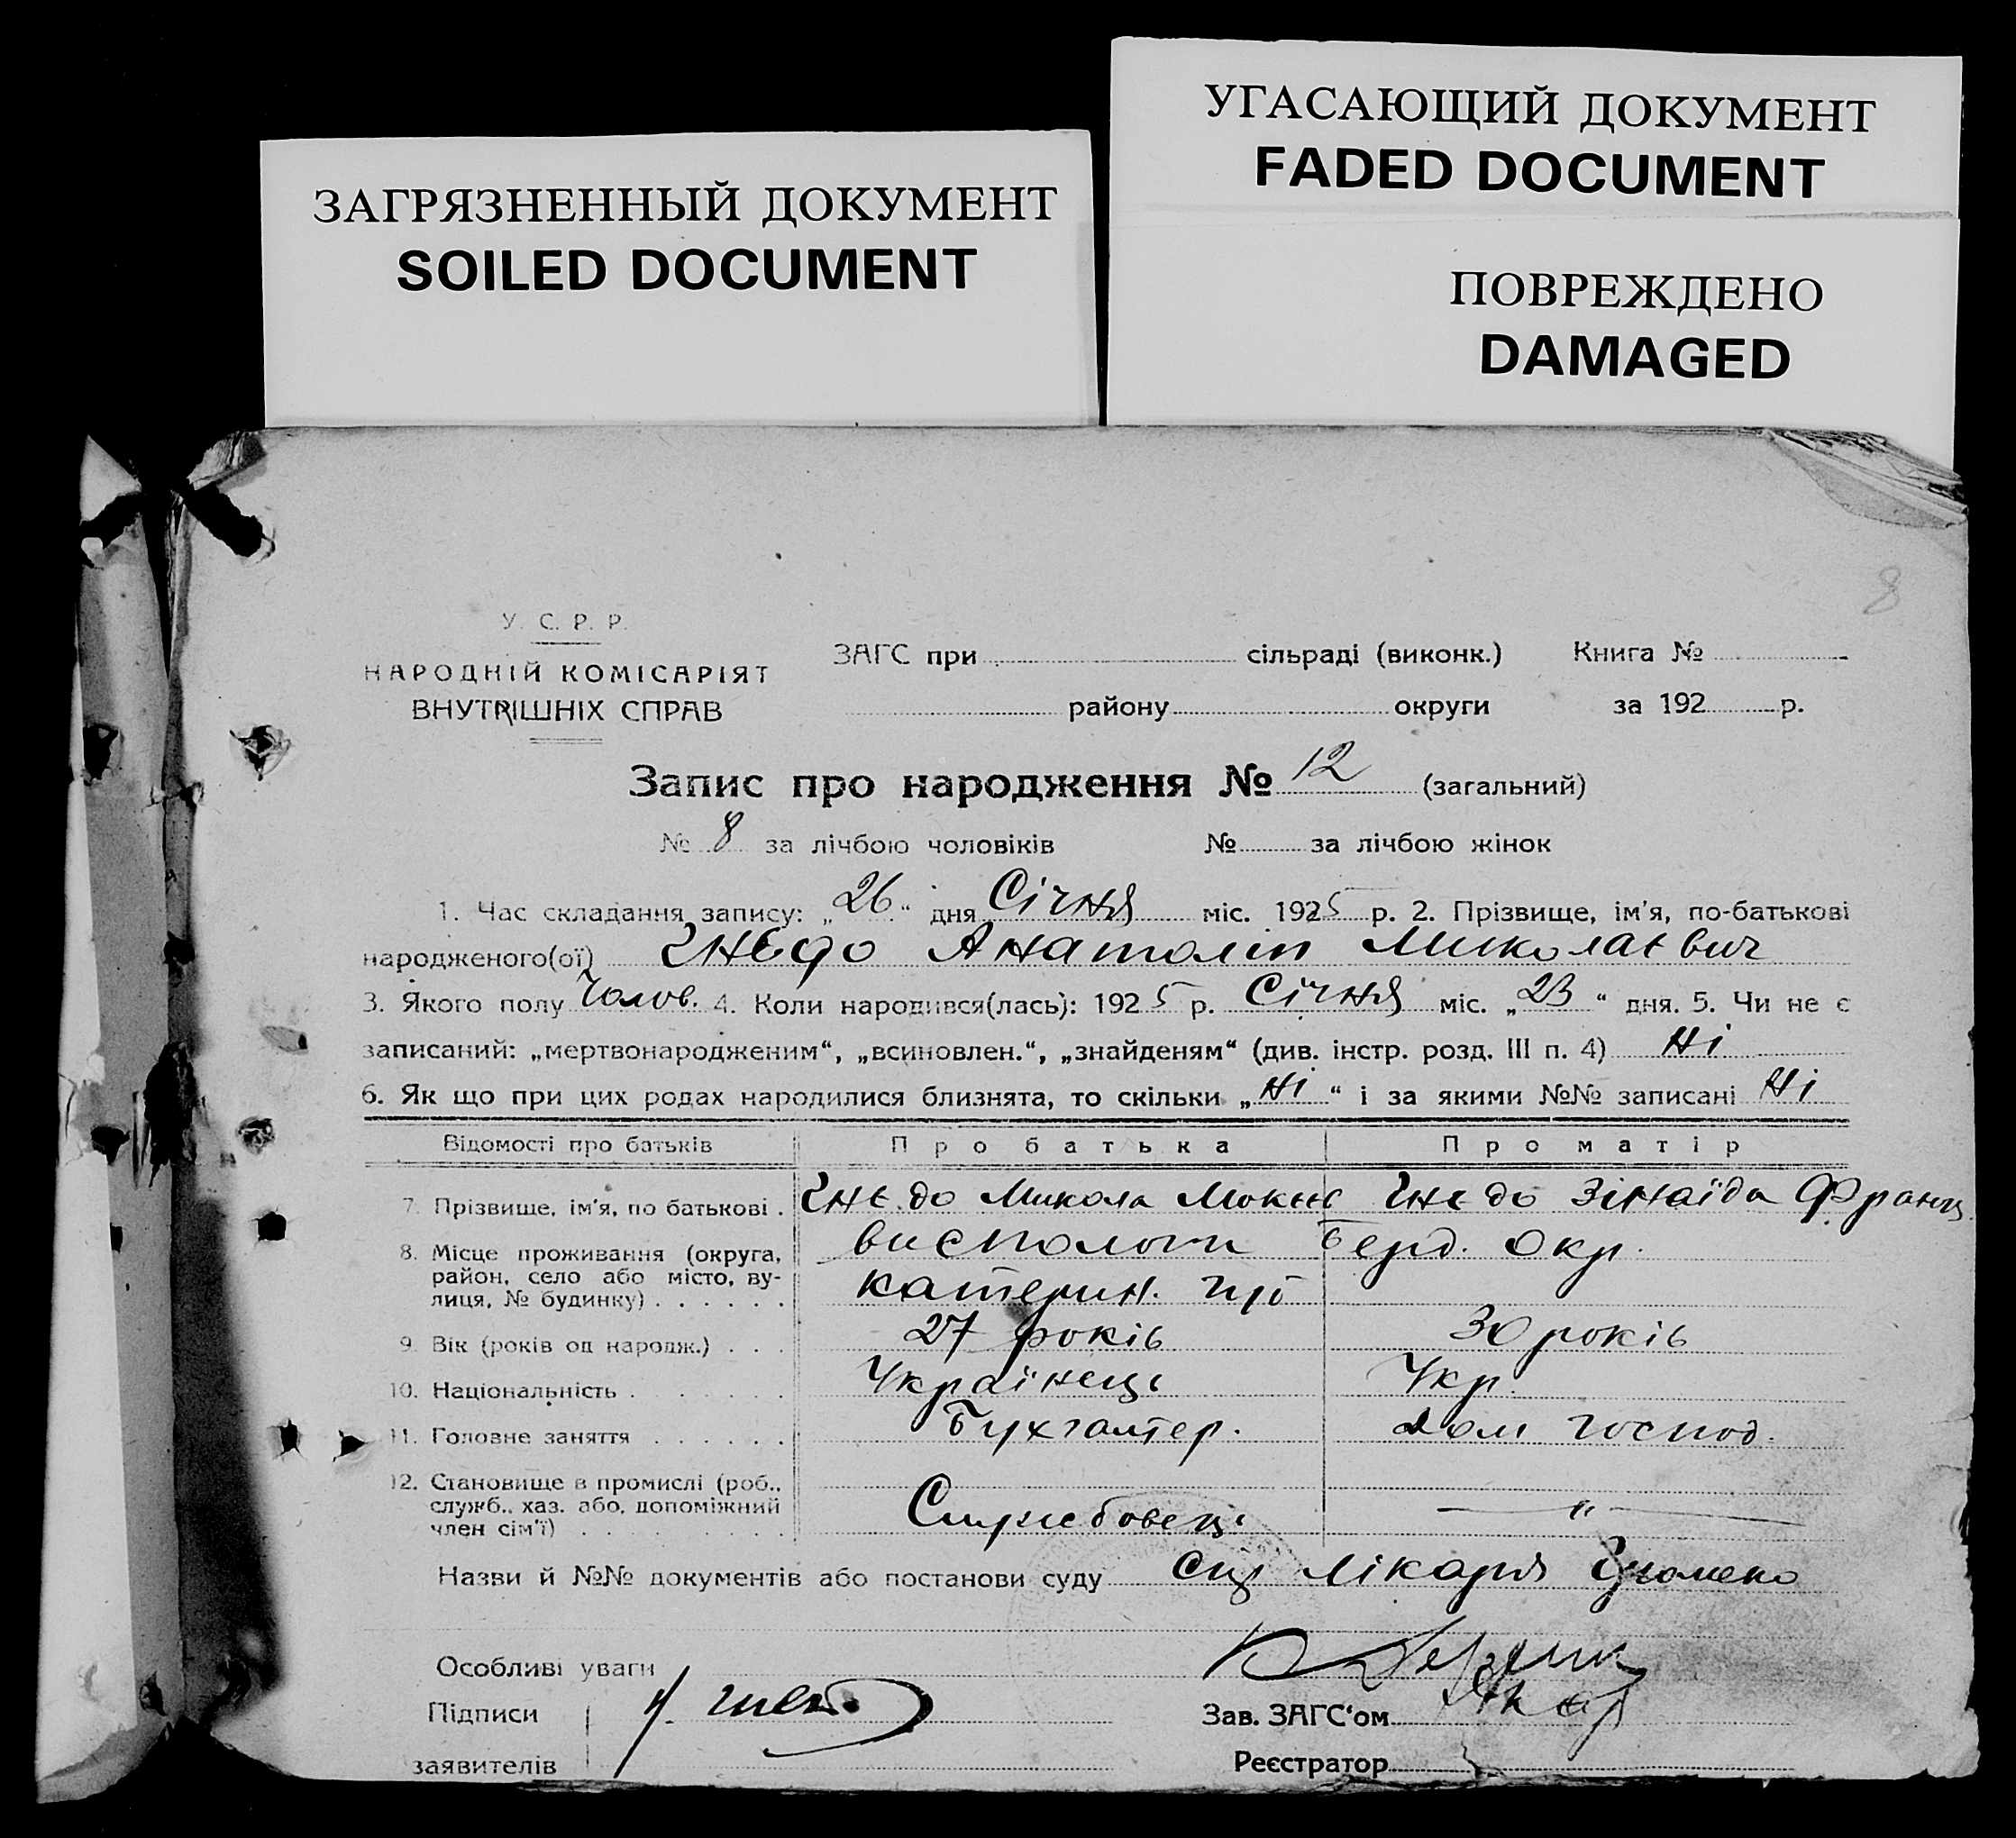 УГАСАЮЩИЙ ДОКУМЕНТ
FADED DOCUMENT
ЗАГРЯЗНЕННЫЙ ДОКУМЕНТ
SOILED DOCUMENT
ПОВРЕЖДЕНО
DAMAGED
8
У. С. Р. Р.
НАРОДНІЙ КОМІСАРІЯТ
ВНУТРІШНІХ СПРАВ
ЗАГС при сільраді (виконк.) Книга №
району округи за 192 р.
Запис про народження № 12 (загальний)
№ 8 за лічбою чоловіків № за лічбою жінок
1. Час складання запису: „26“ дня Січня міс. 1925 р. 2. Прізвище, ім'я, по-батькові
народженого(ої) Гнєдо Анатолій Миколаєвич
3. Якого полу Чолов. 4. Коли народився(лась): 1925 р. Січня міс. „23“ дня. 5. Чи не є
записаний: „мертвонародженим“, „всиновлен.“, „знайденям“ (див. інстр. розд. III п. 4) Ні
6. Як що при цих родах народилися близнята, то скільки „Ні“ і за якими №№ записані Ні
Відомості про батьків Про батька Про матір
7. Прізвище, ім'я, по батькові . Гнєдо Микола Гнєдо Зінаїда Франц.
8. Місце проживання (округа, Берд. Окр.
район, село або місто, ву-
лиця, № будинку) . . . . . . Катерин.
9. Вік (років од народж.) . . . 27 років 30 років
10. Національність . . . . . Українець Укр.
11. Головне заняття . . . . . . Бухгалтер. Дом господ.
12. Становище в промислі (роб.,
служб., хаз. або, допоміжний
член сім'ї) . . . . . . . . . Службовець — „ —
Назви й №№ документів або постанови суду лікаря
Особливі уваги
Підписи Зав. ЗАГС'ом
заявителів Реєстратор